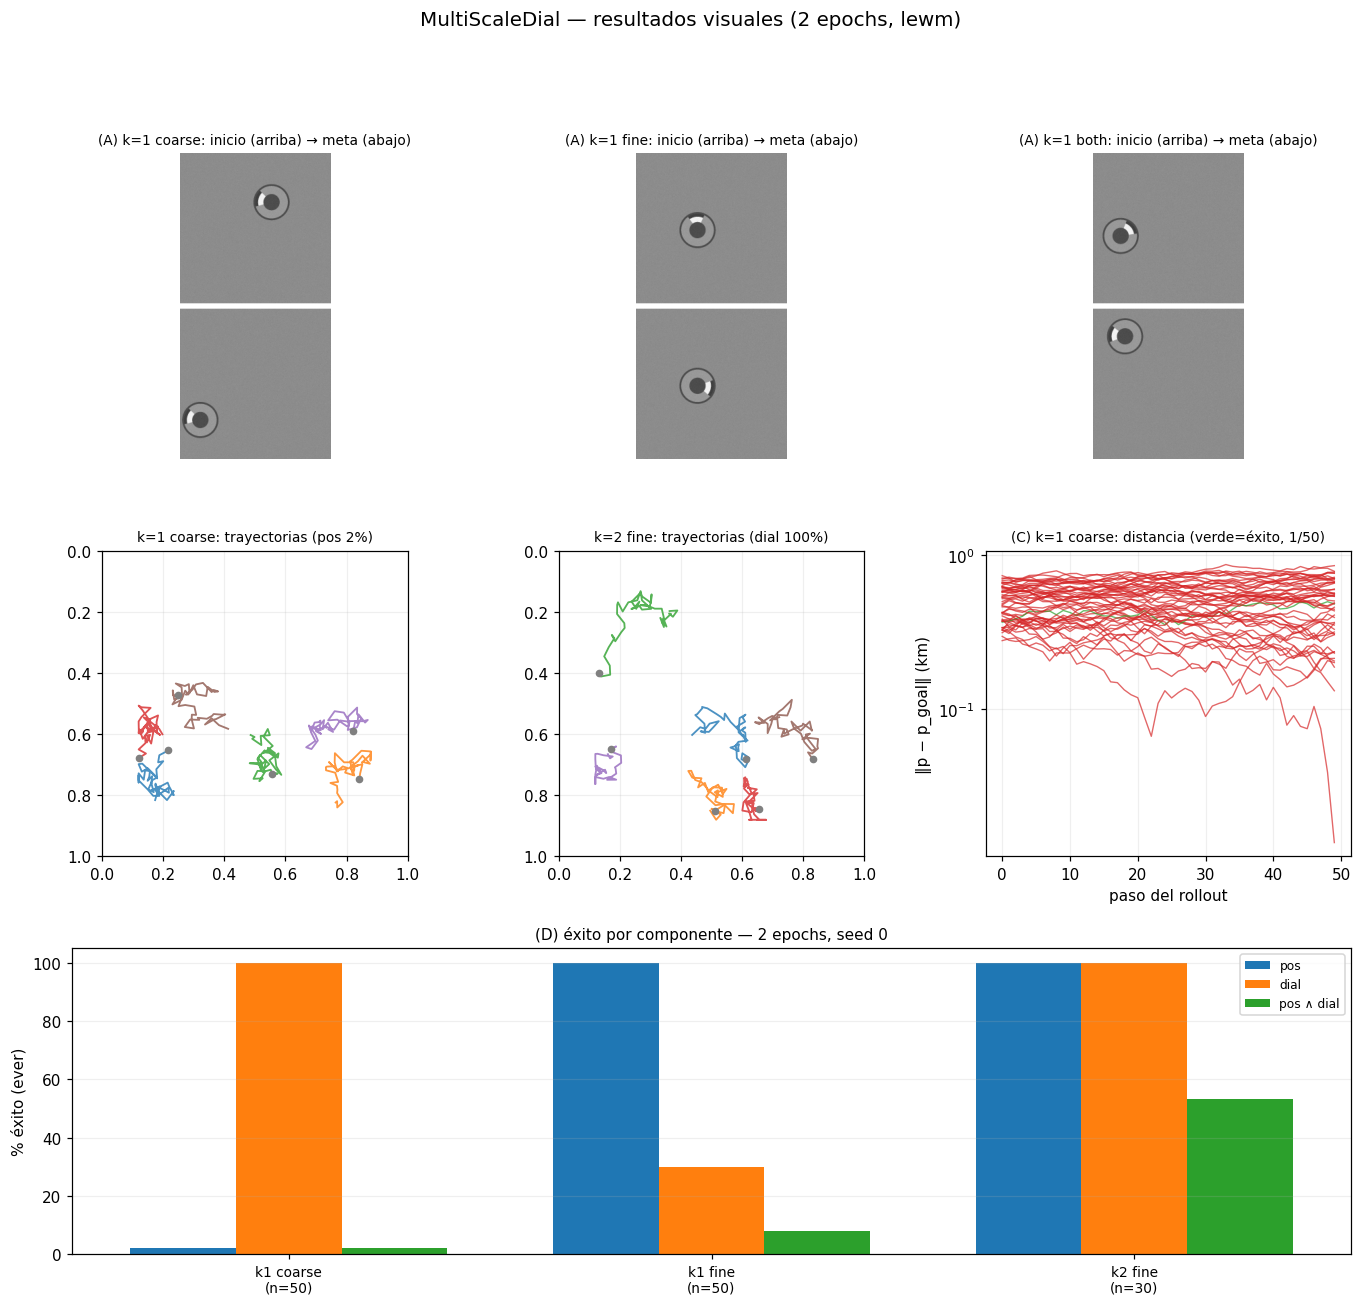 MultiScaleDial — resultados visuales (2 epochs, lewm)
(A) k=1 coarse: inicio (arriba) → meta (abajo)
(A) k=1 fine: inicio (arriba) → meta (abajo)
(A) k=1 both: inicio (arriba) → meta (abajo)
k=1 coarse: trayectorias (pos 2%)
0.0
0.2
0.4
0.6
0.8
1.0
0.0 0.2 0.4 0.6 0.8 1.0
k=2 fine: trayectorias (dial 100%)
0.0
0.2
0.4
0.6
0.8
1.0
0.0 0.2 0.4 0.6 0.8 1.0
(C) k=1 coarse: distancia (verde=éxito, 1/50)
‖p − p_goal‖ (km)
10⁰
10⁻¹
0 10 20 30 40 50
paso del rollout
(D) éxito por componente — 2 epochs, seed 0
% éxito (ever)
100
80
60
40
20
0
pos
dial
pos ∧ dial
k1 coarse
(n=50)
k1 fine
(n=50)
k2 fine
(n=30)